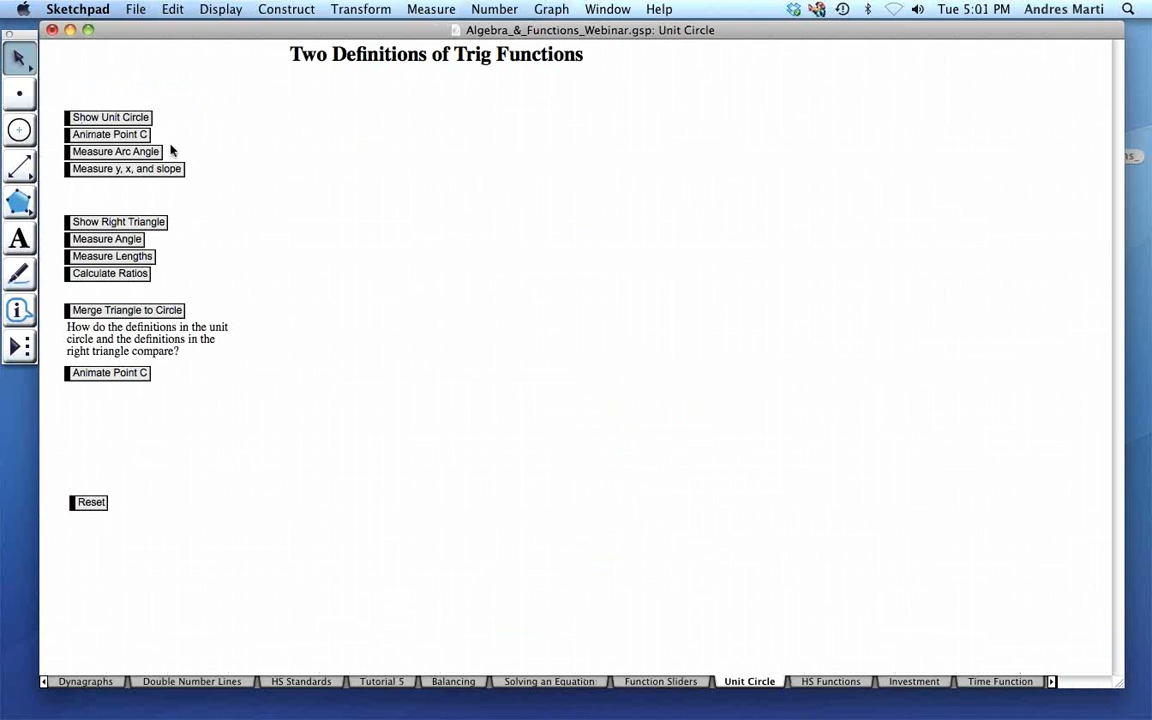 Sketchpad File Edit Display Construct Transform Measure Number Graph Window Help Tue 5:01 PM Andres Marti
Algebra_&_Functions_Webinar.gsp: Unit Circle
Two Definitions of Trig Functions
Show Unit Circle
Animate Point C
Measure Arc Angle
Measure y, x, and slope
Show Right Triangle
Measure Angle
Measure Lengths
Calculate Ratios
Merge Triangle to Circle
How do the definitions in the unit
circle and the definitions in the
right triangle compare?
Animate Point C
Reset
A
ns_
Dynagraphs Double Number Lines HS Standards Tutorial 5 Balancing Solving an Equation Function Sliders Unit Circle HS Functions Investment Time Function